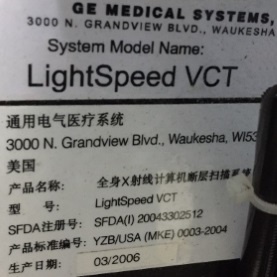 GE MEDICAL SYSTEMS,
3000 N. GRANDVIEW BLVD., WAUKESHA
System Model Name:
LightSpeed VCT
通用电气医疗系统
3000 N. Grandview Blvd., Waukesha, WI53
美国
产品名称: 全身X射线计算机断层扫描系统
型 号: LightSpeed VCT
SFDA注册号: SFDA(I) 20043302512
产品标准编号: YZB/USA (MKE) 0003-2004
生产日期: 03/2006